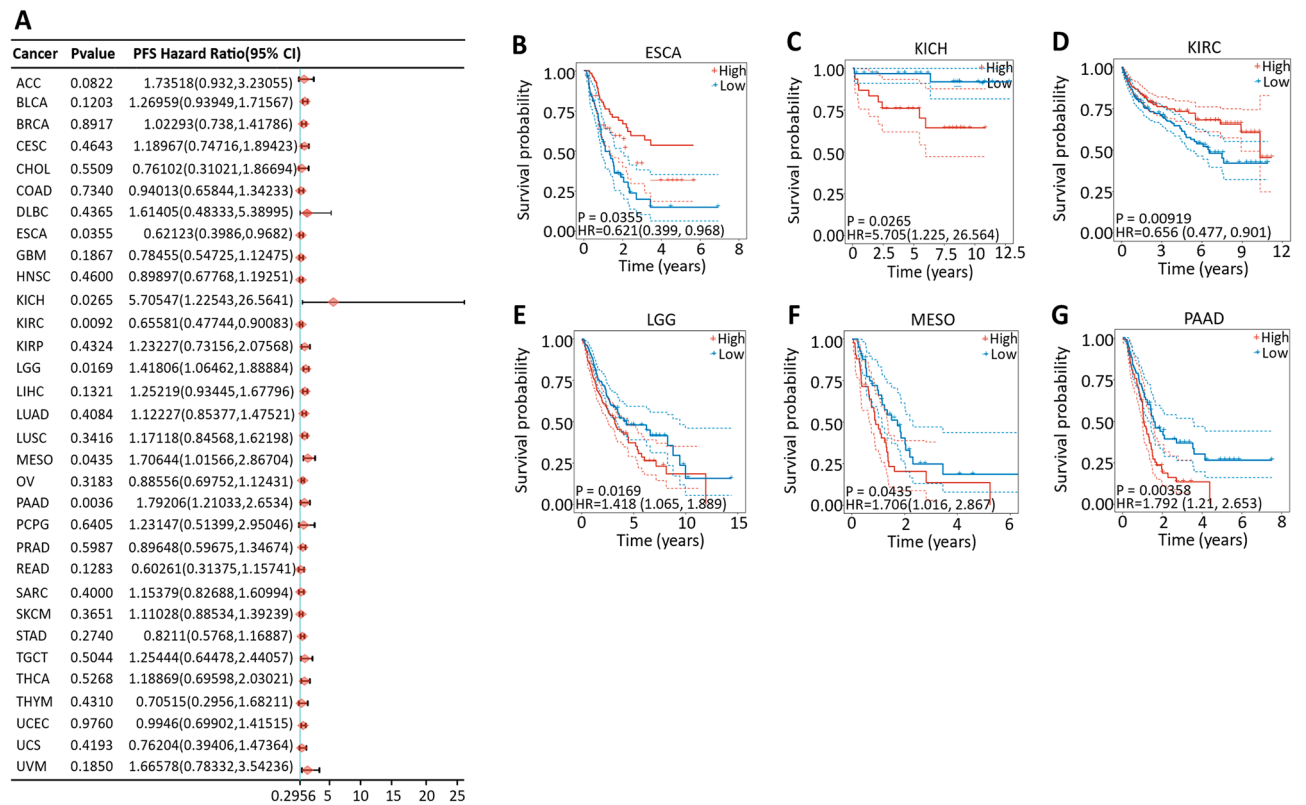 A
Cancer Pvalue PFS Hazard Ratio(95% CI)
ACC 0.0822 1.73518(0.932,3.23055)
BLCA 0.1203 1.26959(0.93949,1.71567)
BRCA 0.8917 1.02293(0.738,1.41786)
CESC 0.4643 1.18967(0.74716,1.89423)
CHOL 0.5509 0.76102(0.31021,1.86694)
COAD 0.7340 0.94013(0.65844,1.34233)
DLBC 0.4365 1.61405(0.48333,5.38995)
ESCA 0.0355 0.62123(0.3986,0.9682)
GBM 0.1867 0.78455(0.54725,1.12475)
HNSC 0.4600 0.89897(0.67768,1.19251)
KICH 0.0265 5.70547(1.22543,26.5641)
KIRC 0.0092 0.65581(0.47744,0.90083)
KIRP 0.4324 1.23227(0.73156,2.07568)
LGG 0.0169 1.41806(1.06462,1.88884)
LIHC 0.1321 1.25219(0.93445,1.67796)
LUAD 0.4084 1.12227(0.85377,1.47521)
LUSC 0.3416 1.17118(0.84568,1.62198)
MESO 0.0435 1.70644(1.01566,2.86704)
OV 0.3183 0.88556(0.69752,1.12431)
PAAD 0.0036 1.79206(1.21033,2.6534)
PCPG 0.6405 1.23147(0.51399,2.95046)
PRAD 0.5987 0.89648(0.59675,1.34674)
READ 0.1283 0.60261(0.31375,1.15741)
SARC 0.4000 1.15379(0.82688,1.60994)
SKCM 0.3651 1.11028(0.88534,1.39239)
STAD 0.2740 0.8211(0.5768,1.16887)
TGCT 0.5044 1.25444(0.64478,2.44057)
THCA 0.5268 1.18869(0.69598,2.03021)
THYM 0.4310 0.70515(0.2956,1.68211)
UCEC 0.9760 0.9946(0.69902,1.41515)
UCS 0.4193 0.76204(0.39406,1.47364)
UVM 0.1850 1.66578(0.78332,3.54236)
0.2956 5 10 15 20 25
B
ESCA
High
Low
Survival probability
1.00
0.75
0.50
0.25
0.00
P = 0.0355
HR=0.621(0.399, 0.968)
0 2 4 6 8
Time (years)
C
KICH
High
Low
Survival probability
1.00
0.75
0.50
0.25
0.00
P = 0.0265
HR=5.705(1.225, 26.564)
0 2.5 5 7.5 10 12.5
Time (years)
D
KIRC
High
Low
Survival probability
1.00
0.75
0.50
0.25
0.00
P = 0.00919
HR=0.656 (0.477, 0.901)
0 3 6 9 12
Time (years)
E
LGG
High
Low
Survival probability
1.00
0.75
0.50
0.25
0.00
P = 0.0169
HR=1.418 (1.065, 1.889)
0 5 10 15
Time (years)
F
MESO
High
Low
Survival probability
1.00
0.75
0.50
0.25
0.00
P = 0.0435
HR=1.706(1.016, 2.867)
0 2 4 6
Time (years)
G
PAAD
High
Low
Survival probability
1.00
0.75
0.50
0.25
0.00
P = 0.00358
HR=1.792 (1.21, 2.653)
0 2 4 6 8
Time (years)